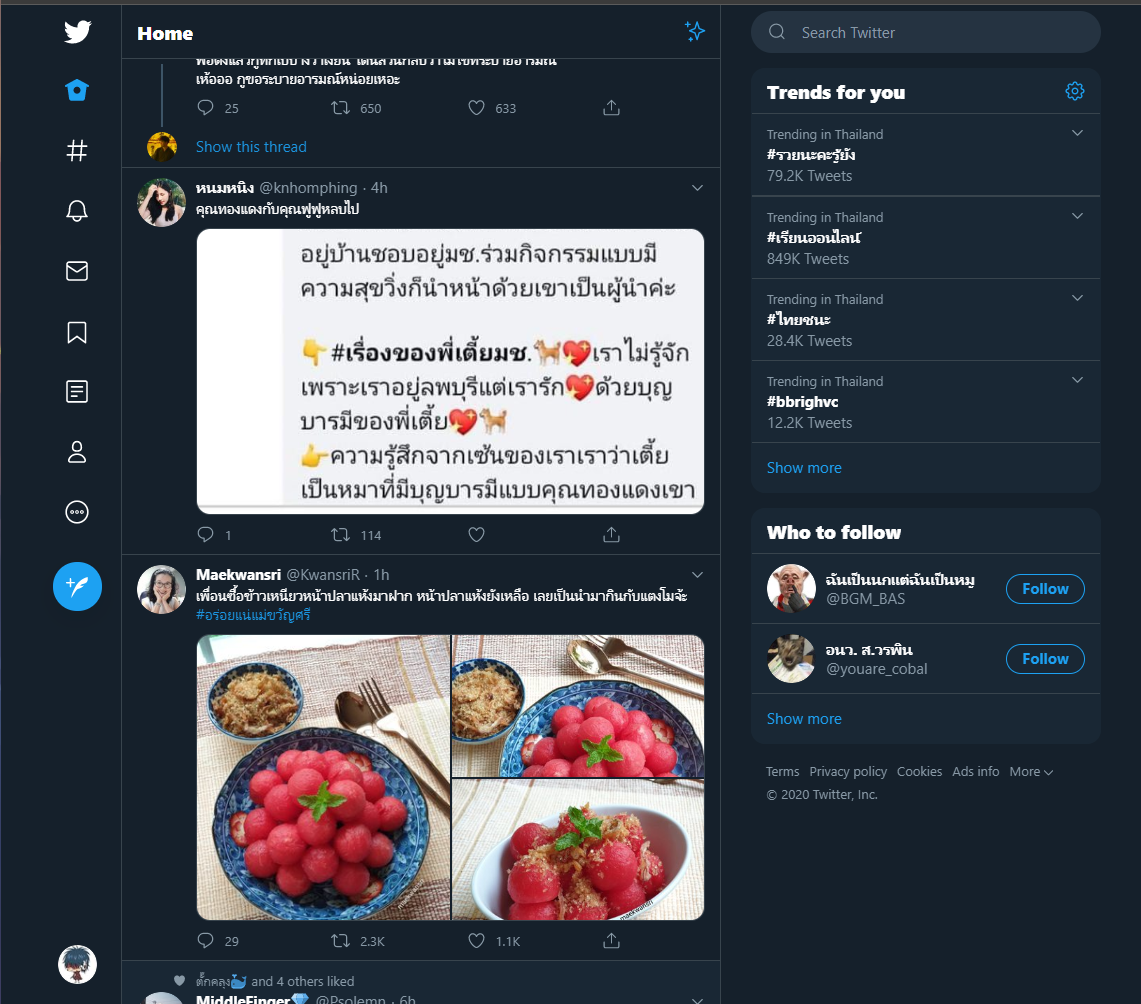 Home
เห้อออ กูขอระบายอารมณ์หน่อยเหอะ
25 650 633
Show this thread
หนมหนิง @knhomphing · 4h
คุณทองแดงกับคุณฟูฟูหลบไป
อยู่บ้านชอบอยู่มช.ร่วมกิจกรรมแบบมี
ความสุขวิ่งก็นำหน้าด้วยเขาเป็นผู้นำค่ะ
👇 #เรื่องของพี่เตี้ยมช.🐕💖เราไม่รู้จัก
เพราะเราอยู่ลพบุรีแต่เรารัก💖ด้วยบุญ
บารมีของพี่เตี้ย💖🐕
👉ความรู้สึกจากเซ้นของเราเราว่าเตี้ย
เป็นหมาที่มีบุญบารมีแบบคุณทองแดงเขา
1 114
Maekwansri @KwansriR · 1h
เพื่อนซื้อข้าวเหนียวหน้าปลาแห้งมาฝาก หน้าปลาแห้งยังเหลือ เลยเป็นนำมากินกับแตงโมจ้ะ
#อร่อยแน่แม่ขวัญศรี
maekwansri
29 2.3K 1.1K
ตั๊กคลุง🐳 and 4 others liked
MiddleFinger💎 @Psolemn · 6h
Search Twitter
Trends for you
Trending in Thailand
#รวยนะคะรู้ยัง
79.2K Tweets
Trending in Thailand
#เรียนออนไลน์
849K Tweets
Trending in Thailand
#ไทยชนะ
28.4K Tweets
Trending in Thailand
#bbrighvc
12.2K Tweets
Show more
Who to follow
ฉันเป็นนกแต่ฉันเป็นหมู
@BGM_BAS
Follow
อนว. ส.วรพิน
@youare_cobal
Follow
Show more
Terms Privacy policy Cookies Ads info More
© 2020 Twitter, Inc.